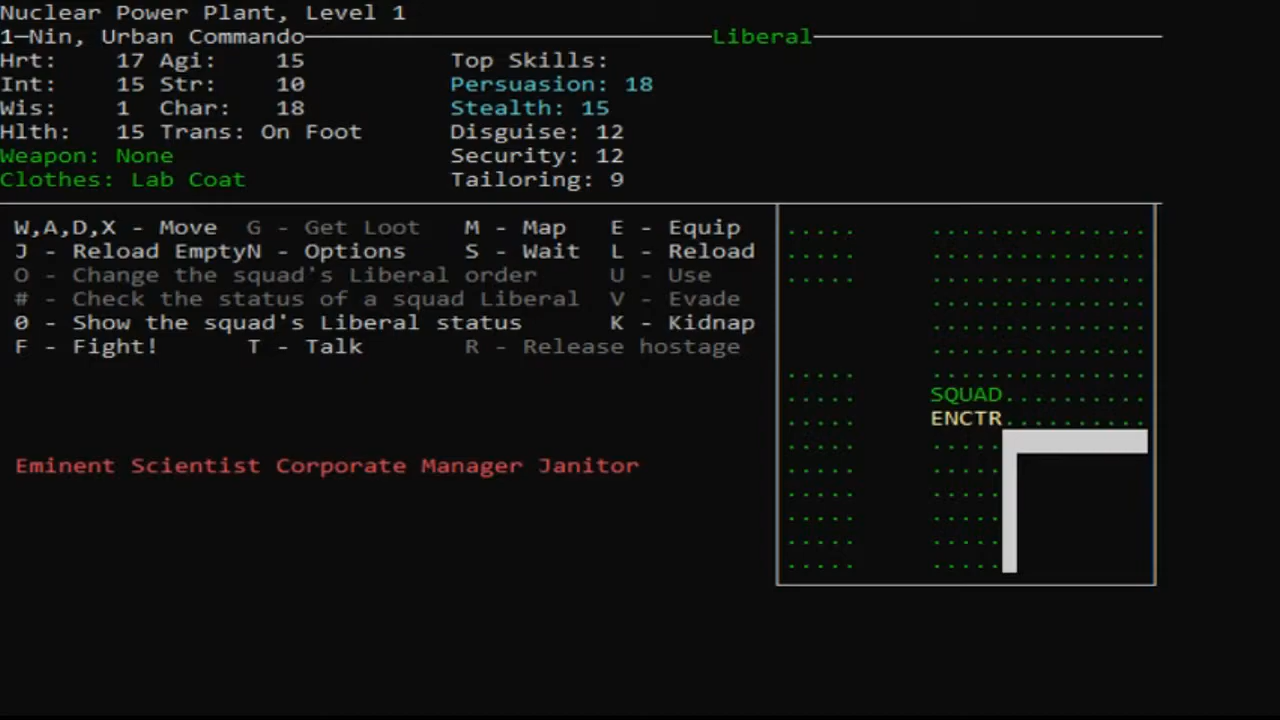 Nuclear Power Plant, Level 1
1—Nin, Urban Commando Liberal
Hrt: 17 Agi: 15 Top Skills:
Int: 15 Str: 10 Persuasion: 18
Wis: 1 Char: 18 Stealth: 15
Hlth: 15 Trans: On Foot Disguise: 12
Weapon: None Security: 12
Clothes: Lab Coat Tailoring: 9
W,A,D,X - Move G - Get Loot M - Map E - Equip
J - Reload EmptyN - Options S - Wait L - Reload
O - Change the squad's Liberal order U - Use
# - Check the status of a squad Liberal V - Evade
0 - Show the squad's Liberal status K - Kidnap
F - Fight! T - Talk R - Release hostage
SQUAD
ENCTR
Eminent Scientist Corporate Manager Janitor